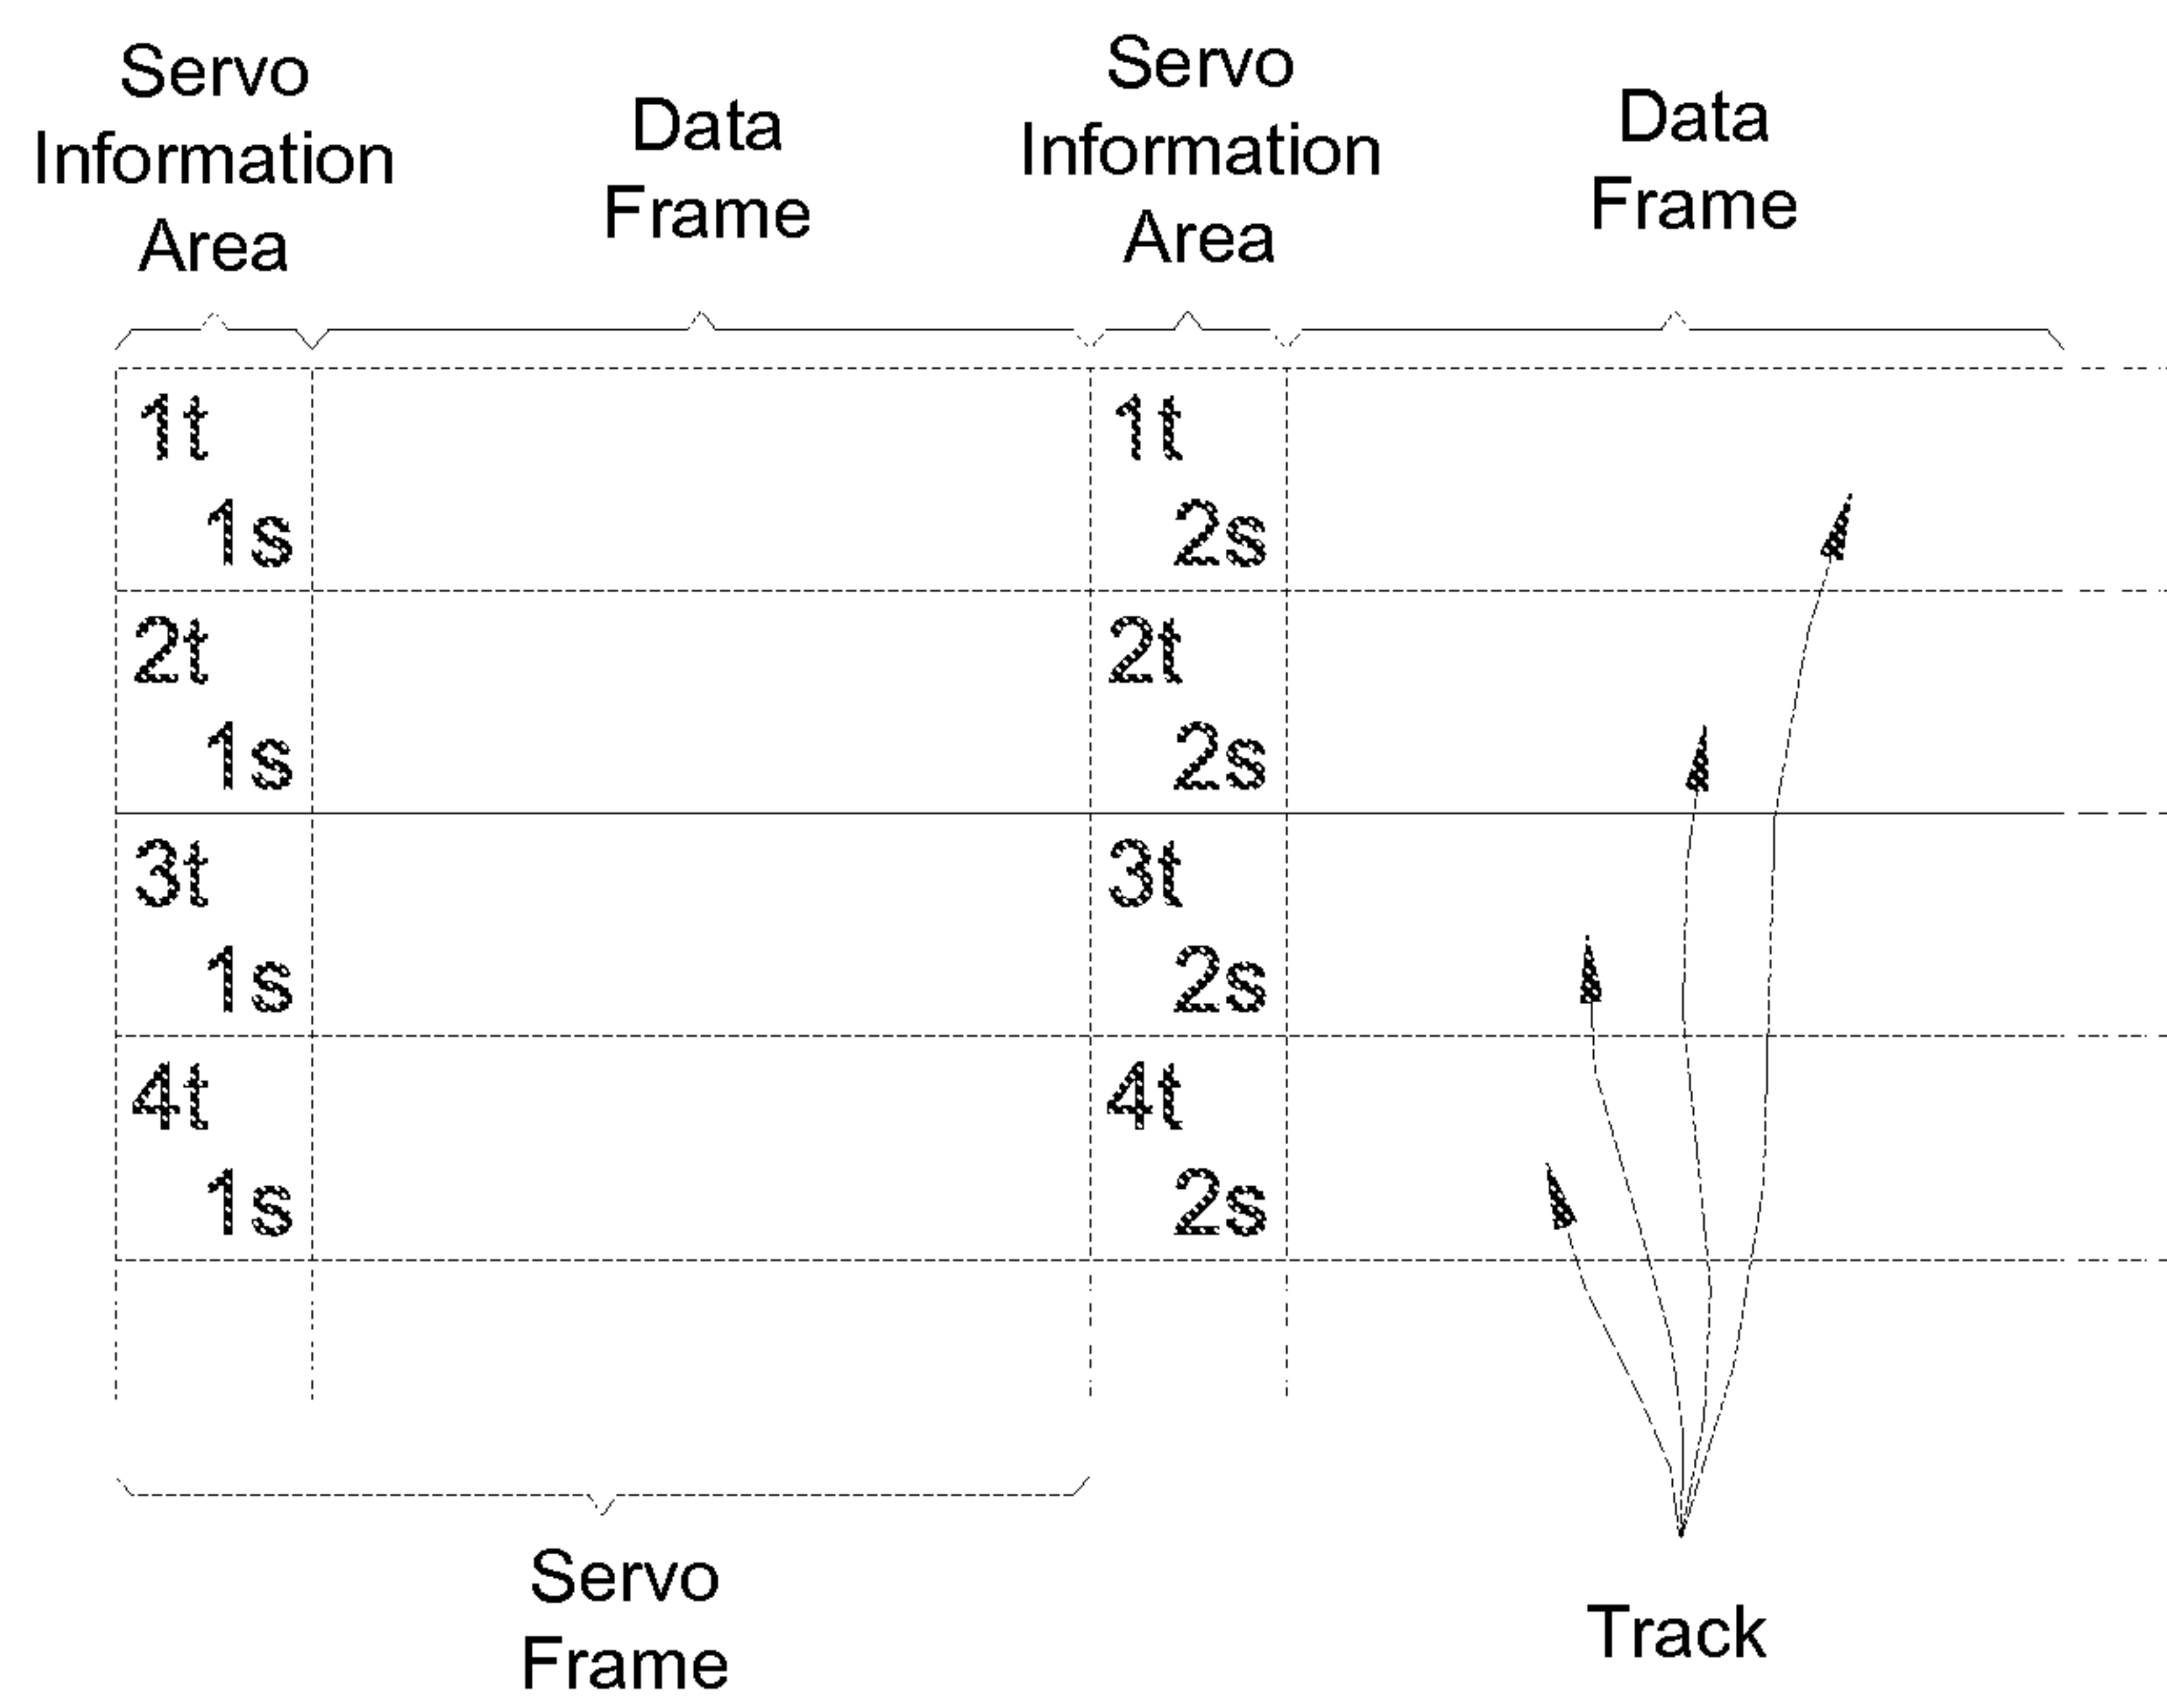 Servo
Information
Area
Data
Frame
Servo
Information
Area
Data
Frame
1t
1s
1t
2s
2t
1s
2t
2s
3t
1s
3t
2s
4t
1s
4t
2s
Servo
Frame
Track